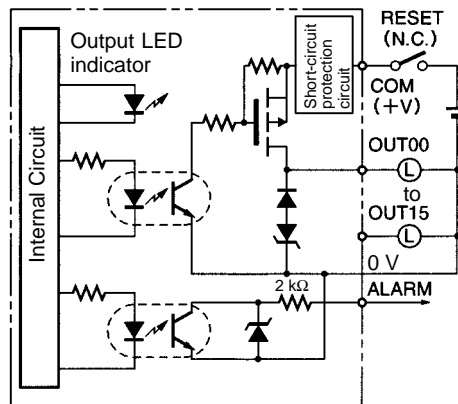 RESET
(N.C.)
Output LED
indicator
Short-circuit
protection
circuit
COM
(+V)
Internal Circuit
OUT00
L
to
OUT15
L
0 V
2 kΩ
ALARM